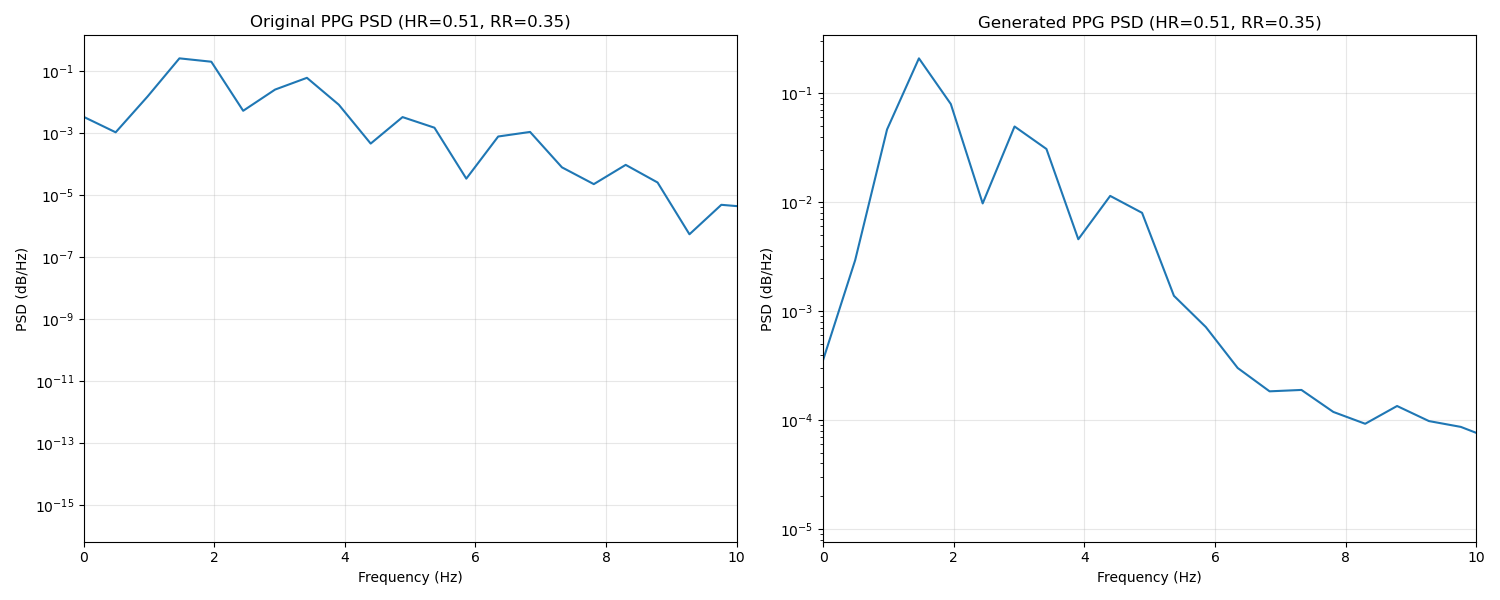 Original PPG PSD (HR=0.51, RR=0.35)
PSD (dB/Hz)
10⁻¹
10⁻³
10⁻⁵
10⁻⁷
10⁻⁹
10⁻¹¹
10⁻¹³
10⁻¹⁵
0 2 4 6 8 10
Frequency (Hz)
Generated PPG PSD (HR=0.51, RR=0.35)
PSD (dB/Hz)
10⁻¹
10⁻²
10⁻³
10⁻⁴
10⁻⁵
0 2 4 6 8 10
Frequency (Hz)